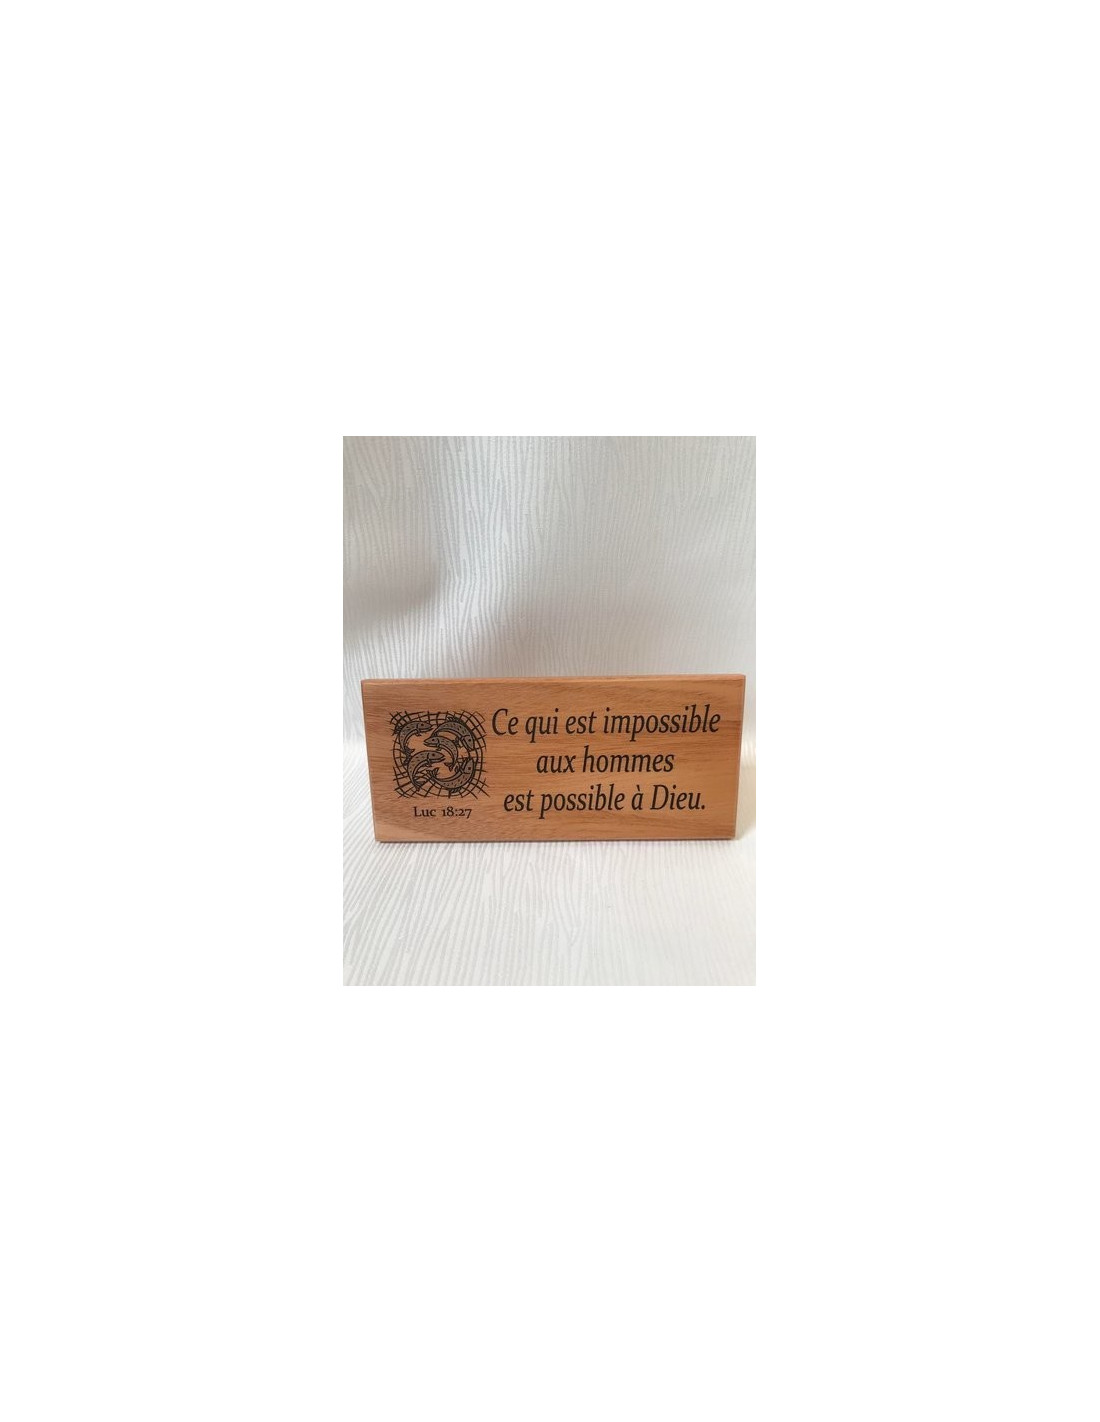 Ce qui est impossible
aux hommes
est possible à Dieu.
Luc 18:27